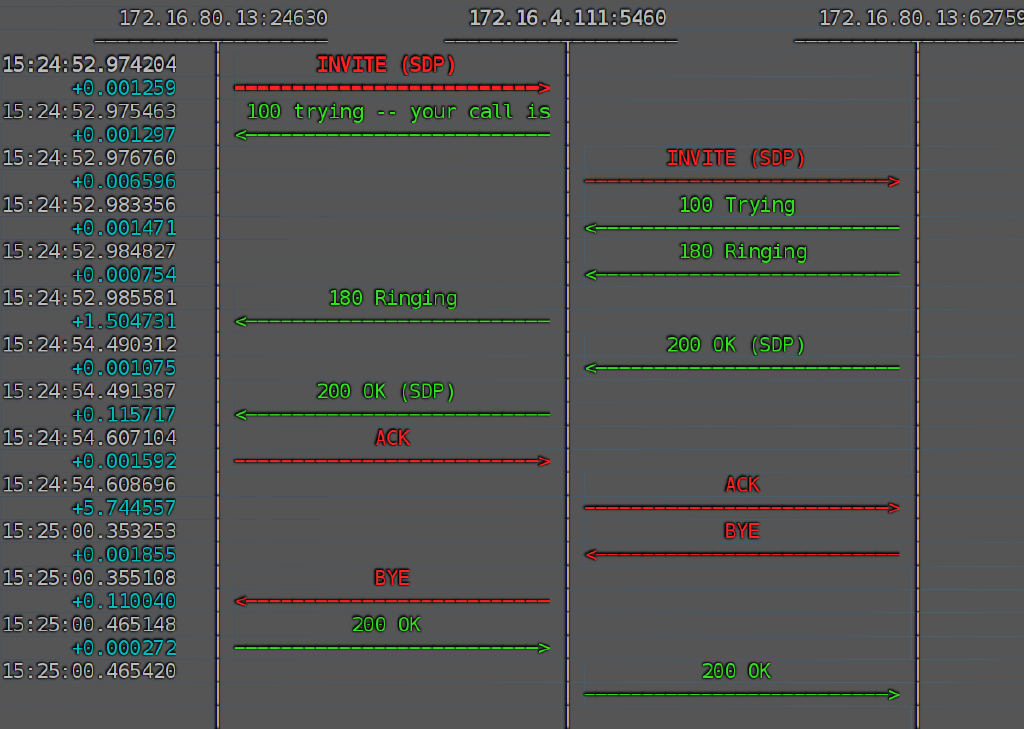 172.16.80.13:24630 172.16.4.111:5460 172.16.80.13:62759
15:24:52.974204 INVITE (SDP)
+0.001259
15:24:52.975463 100 trying -- your call is
+0.001297
15:24:52.976760 INVITE (SDP)
+0.006596
15:24:52.983356 100 Trying
+0.001471
15:24:52.984827 180 Ringing
+0.000754
15:24:52.985581 180 Ringing
+1.504731
15:24:54.490312 200 OK (SDP)
+0.001075
15:24:54.491387 200 OK (SDP)
+0.115717
15:24:54.607104 ACK
+0.001592
15:24:54.608696 ACK
+5.744557
15:25:00.353253 BYE
+0.001855
15:25:00.355108 BYE
+0.110040
15:25:00.465148 200 OK
+0.000272
15:25:00.465420 200 OK